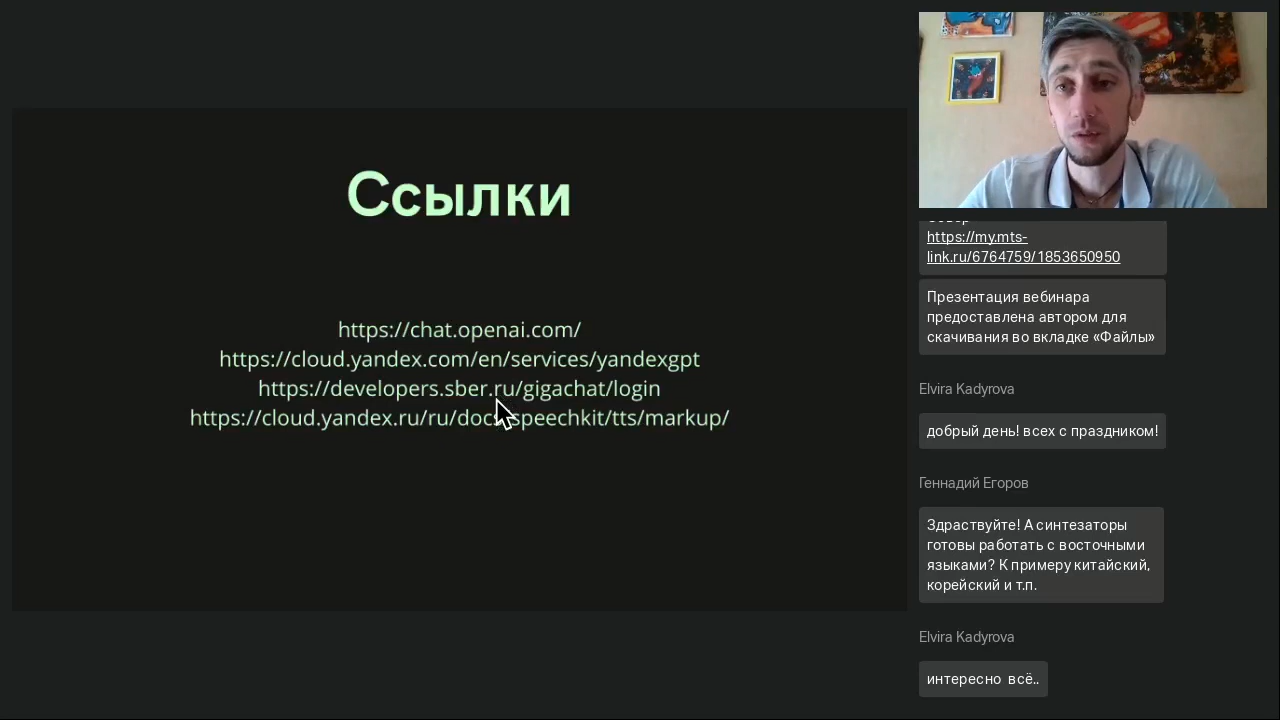 Ссылки
https://chat.openai.com/
https://cloud.yandex.com/en/services/yandexgpt
https://developers.sber.ru/gigachat/login
https://cloud.yandex.ru/ru/docs/speechkit/tts/markup/
https://my.mts-
link.ru/6764759/1853650950
Презентация вебинара
предоставлена автором для
скачивания во вкладке «Файлы»
Elvira Kadyrova
добрый день! всех с праздником!
Геннадий Егоров
Здраствуйте! А синтезаторы
готовы работать с восточными
языками? К примеру китайский,
корейский и т.п.
Elvira Kadyrova
интересно всё..